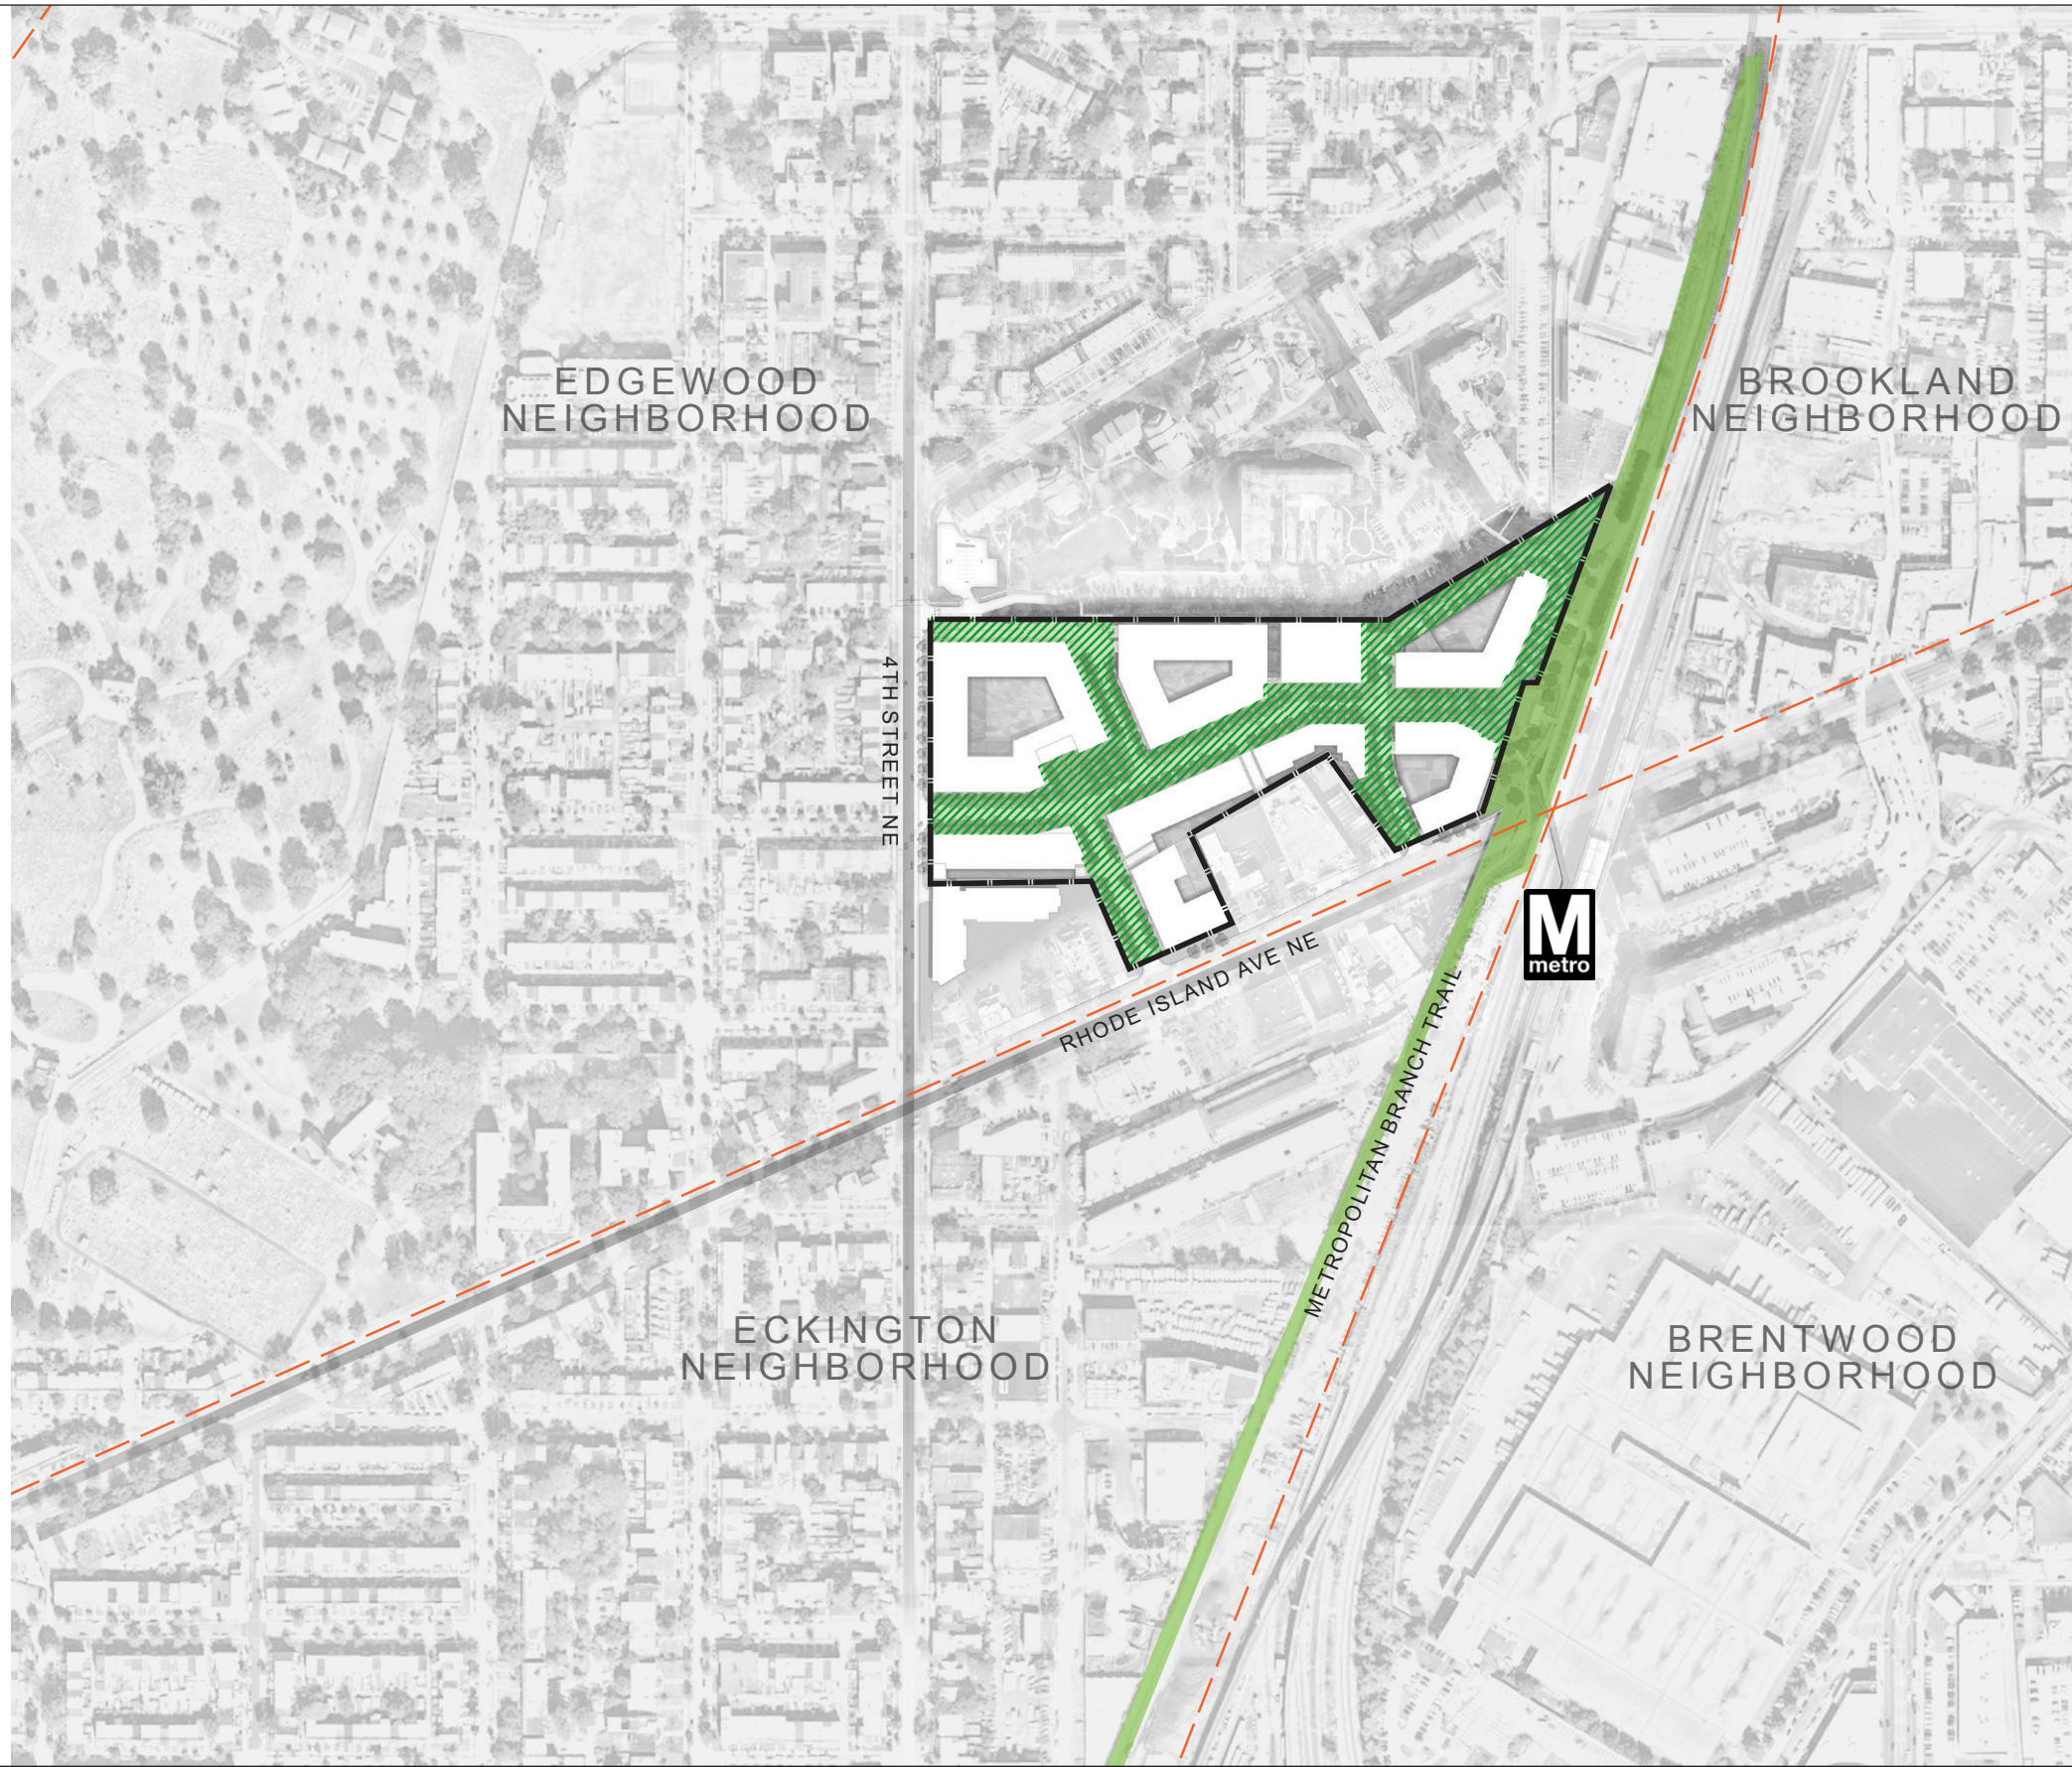 EDGEWOOD
NEIGHBORHOOD
BROOKLAND
NEIGHBORHOOD
4TH STREET NE
M
metro
RHODE ISLAND AVE NE
METROPOLITAN BRANCH TRAIL
ECKINGTON
NEIGHBORHOOD
BRENTWOOD
NEIGHBORHOOD